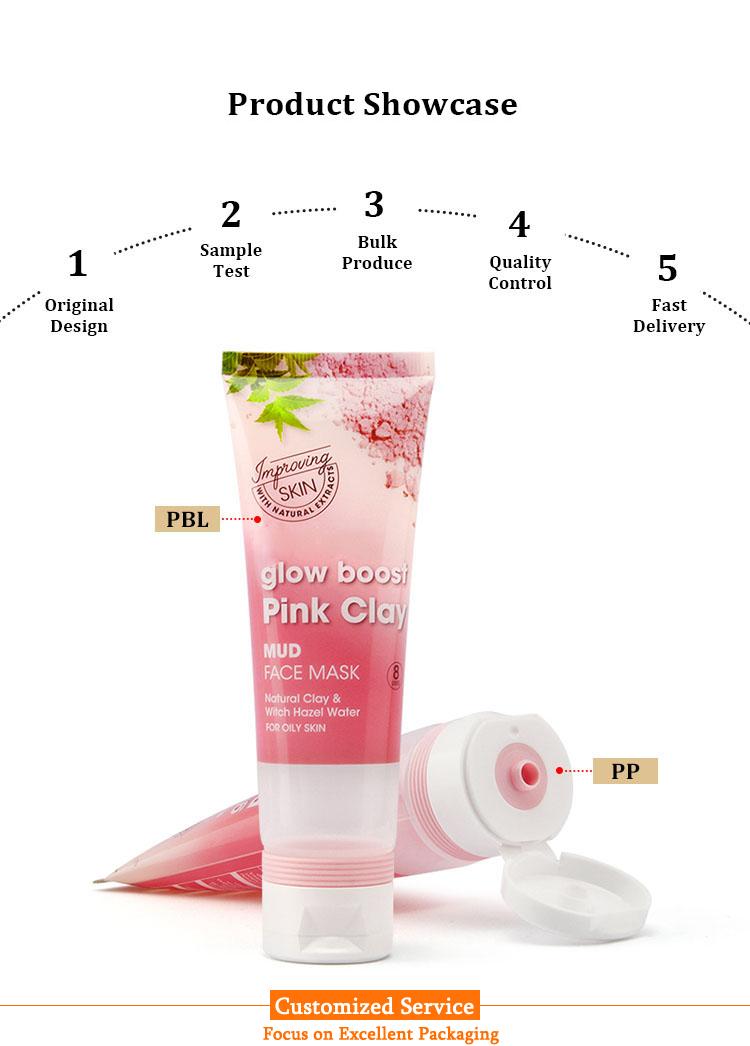 Product Showcase
1
Original
Design
2
Sample
Test
3
Bulk
Produce
4
Quality
Control
5
Fast
Delivery
Improving
SKIN
WITH NATURAL EXTRACTS
PBL
glow boost
Pink Clay
MUD
FACE MASK
8
Natural Clay &
Witch Hazel Water
FOR OILY SKIN
PP
Customized Service
Focus on Excellent Packaging